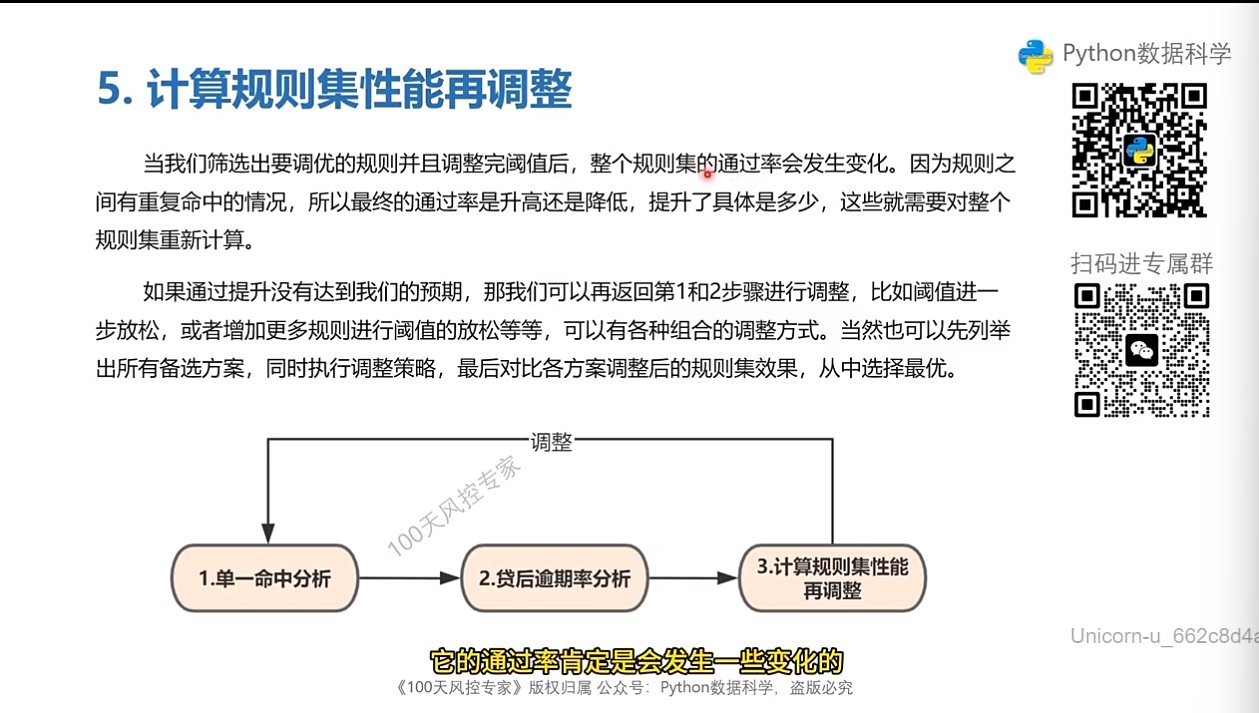 Python数据科学
5. 计算规则集性能再调整
当我们筛选出要调优的规则并且调整完阈值后，整个规则集的通过率会发生变化。因为规则之
间有重复命中的情况，所以最终的通过率是升高还是降低，提升了具体是多少，这些就需要对整个
规则集重新计算。
扫码进专属群
如果通过提升没有达到我们的预期，那我们可以再返回第1和2步骤进行调整，比如阈值进一
步放松，或者增加更多规则进行阈值的放松等等，可以有各种组合的调整方式。当然也可以先列举
出所有备选方案，同时执行调整策略，最后对比各方案调整后的规则集效果，从中选择最优。
调整
100天风控专家
1.单一命中分析
2.贷后逾期率分析
3.计算规则集性能
再调整
Unicorn-u_662c8d4a
它的通过率肯定是会发生一些变化的
《100天风控专家》版权归属 公众号：Python数据科学，盗版必究